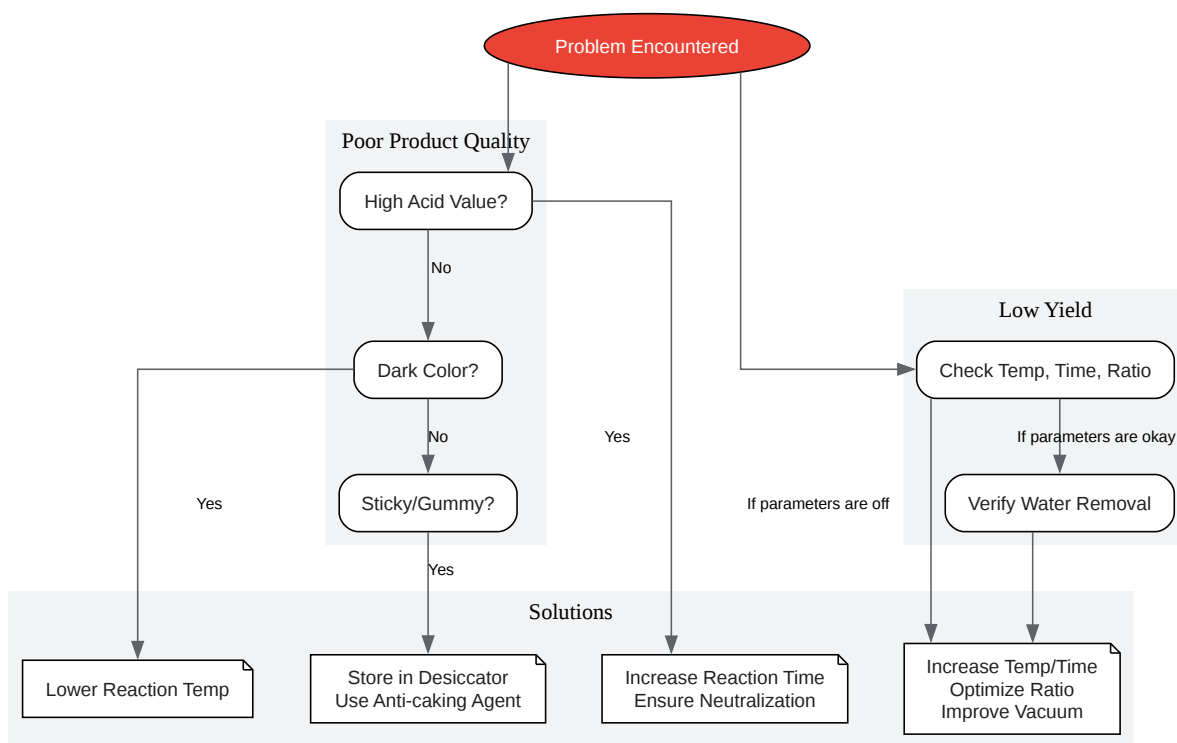 Problem Encountered
Poor Product Quality
High Acid Value?
No
Low Yield
Dark Color?
Check Temp, Time, Ratio
No
Yes
If parameters are okay
Sticky/Gummy?
Verify Water Removal
Yes
If parameters are off
Yes
Solutions
Lower Reaction Temp
Store in Desiccator
Use Anti-caking Agent
Increase Reaction Time
Ensure Neutralization
Increase Temp/Time
Optimize Ratio
Improve Vacuum